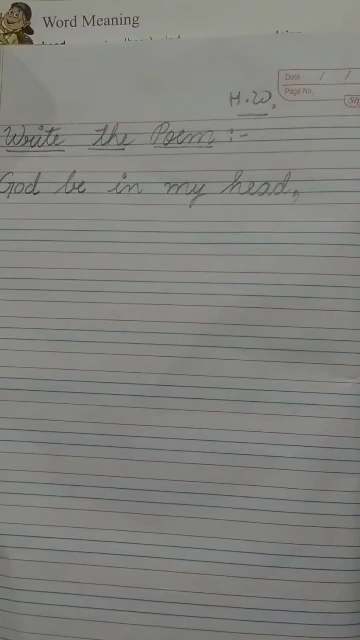 Word Meaning
Date / /
Page No.
H.W.
Write the Poem :-
God be in my head,